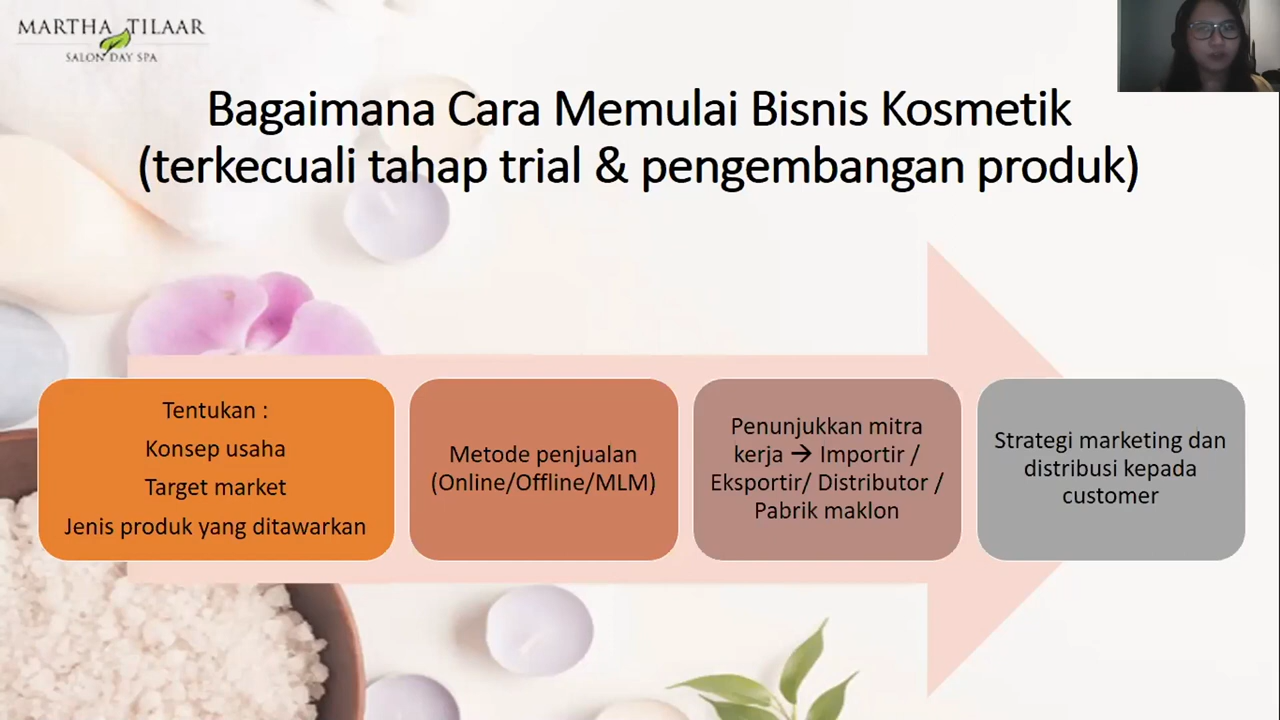 MARTHA TILAAR
SALON DAY SPA
Bagaimana Cara Memulai Bisnis Kosmetik
(terkecuali tahap trial & pengembangan produk)
Tentukan :
Konsep usaha
Target market
Jenis produk yang ditawarkan
Metode penjualan
(Online/Offline/MLM)
Penunjukkan mitra
kerja → Importir /
Eksportir/ Distributor /
Pabrik maklon
Strategi marketing dan
distribusi kepada
customer